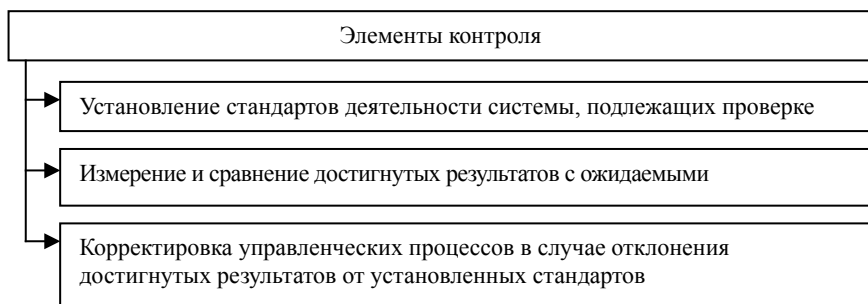 Элементы контроля
Установление стандартов деятельности системы, подлежащих проверке
Измерение и сравнение достигнутых результатов с ожидаемыми
Корректировка управленческих процессов в случае отклонения
достигнутых результатов от установленных стандартов